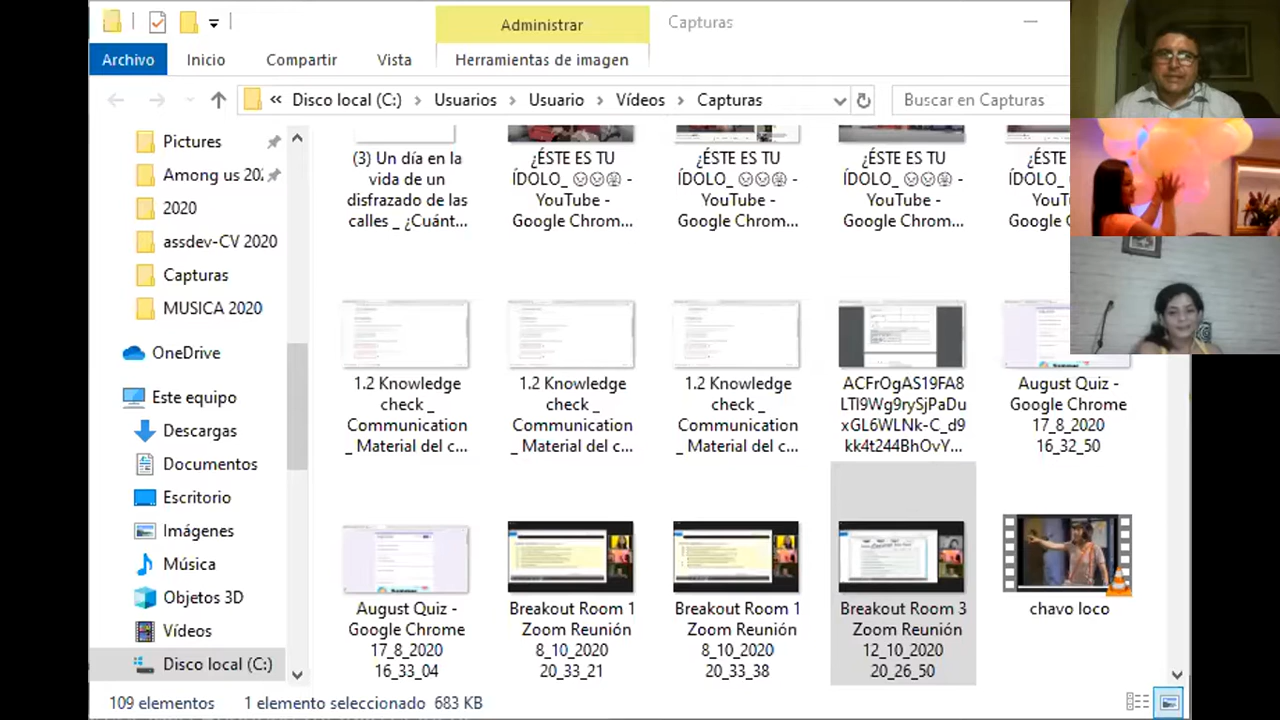 Administrar
Capturas
Archivo
Inicio
Compartir
Vista
Herramientas de imagen
« Disco local (C:) > Usuarios > Usuario > Vídeos > Capturas
Buscar en Capturas
Pictures
Among us 202
2020
assdev-CV 2020
Capturas
MUSICA 2020
OneDrive
Este equipo
Descargas
Documentos
Escritorio
Imágenes
Música
Objetos 3D
Vídeos
Disco local (C:)
(3) Un día en la
vida de un
disfrazado de las
calles _ ¿Cuánt...
¿ÉSTE ES TU
ÍDOLO_ -
YouTube -
Google Chrom...
¿ÉSTE ES TU
ÍDOLO_ -
YouTube -
Google Chrom...
¿ÉSTE ES TU
ÍDOLO_ -
YouTube -
Google Chrom...
¿ÉSTE
ÍDOL
YouT
Goog
1.2 Knowledge
check _
Communication
_ Material del c...
1.2 Knowledge
check _
Communication
_ Material del c...
1.2 Knowledge
check _
Communication
_ Material del c...
ACFrOgAS19FA8
LTI9Wg9rySjPaDu
xGL6WLNk-C_d9
kk4t244BhOvY...
August Quiz -
Google Chrome
17_8_2020
16_32_50
August Quiz -
Google Chrome
17_8_2020
16_33_04
Breakout Room 1
Zoom Reunión
8_10_2020
20_33_21
Breakout Room 1
Zoom Reunión
8_10_2020
20_33_38
Breakout Room 3
Zoom Reunión
12_10_2020
20_26_50
chavo loco
109 elementos
1 elemento seleccionado 683 KB